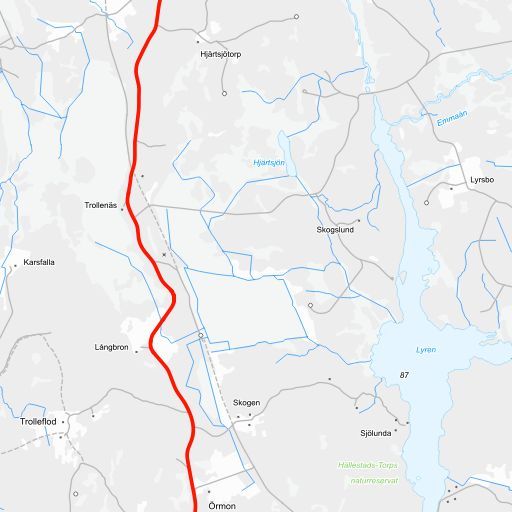 Hjärtsjötorp
Emmaån
Hjärtsjön
Lyrsbo
Trollenäs
Skogslund
Karsfalla
Långbron
Lyren
87
Skogen
Trolleflod
Sjölunda
Hällestads-Torps
naturreservat
Örmon